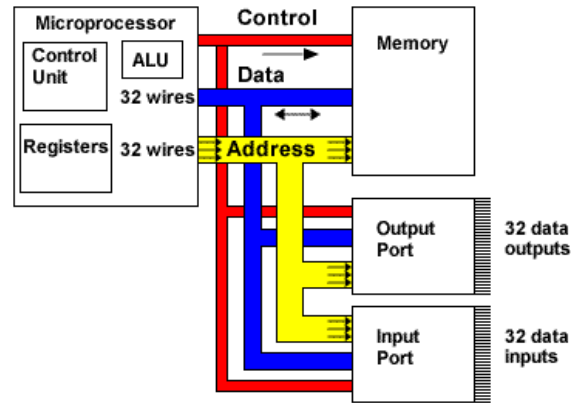 Microprocessor
Control
Unit
ALU
32 wires
Registers
32 wires
Control
Data
Address
Memory
Output
Port
32 data
outputs
Input
Port
32 data
inputs